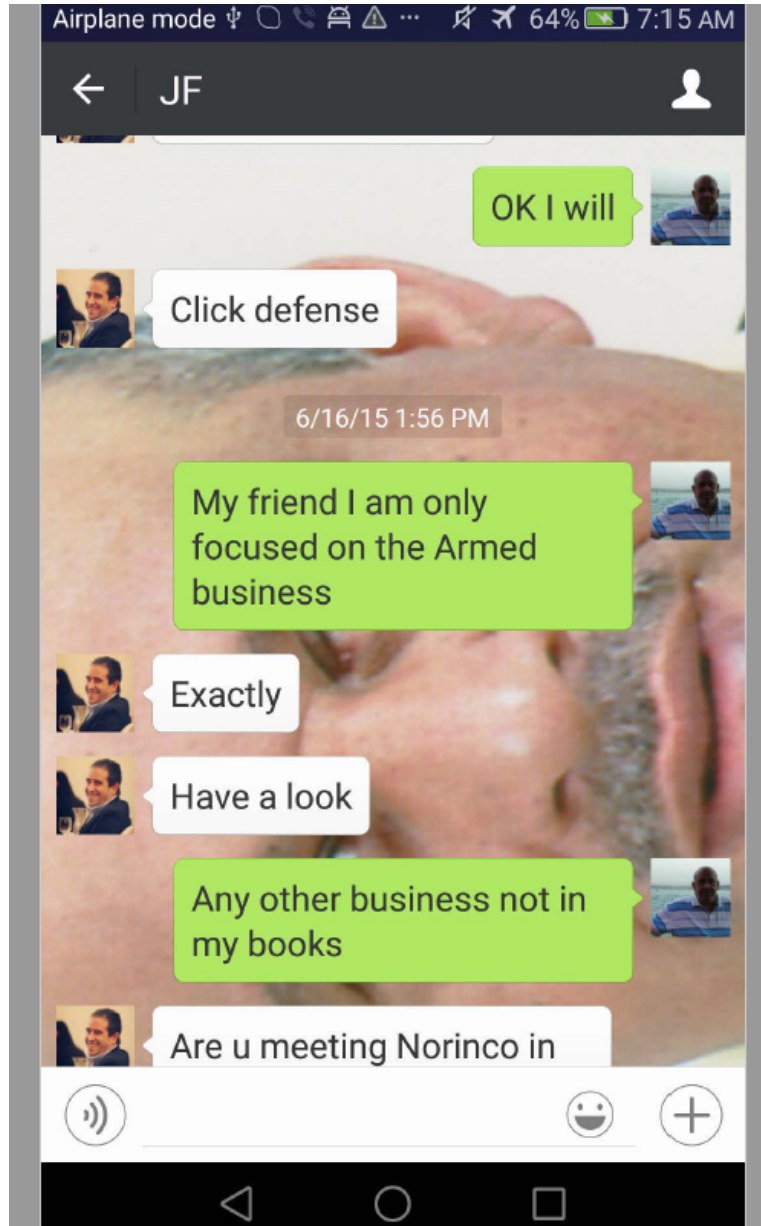 Airplane mode ... 64% 7:15 AM
JF
OK I will
Click defense
6/16/15 1:56 PM
My friend I am only
focused on the Armed
business
Exactly
Have a look
Any other business not in
my books
Are u meeting Norinco in